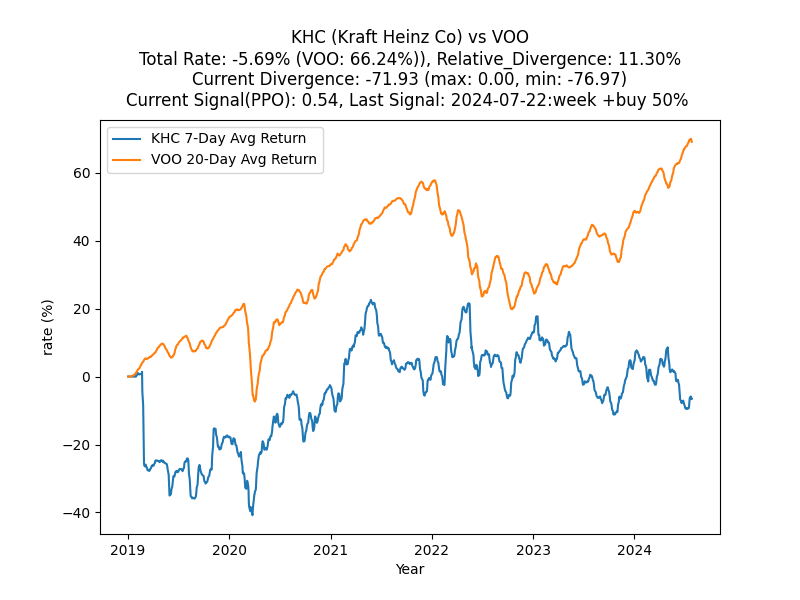 KHC (Kraft Heinz Co) vs VOO
Total Rate: -5.69% (VOO: 66.24%)), Relative_Divergence: 11.30%
Current Divergence: -71.93 (max: 0.00, min: -76.97)
Current Signal(PPO): 0.54, Last Signal: 2024-07-22:week +buy 50%
KHC 7-Day Avg Return
VOO 20-Day Avg Return
60
40
20
0
−20
−40
rate (%)
2019 2020 2021 2022 2023 2024
Year